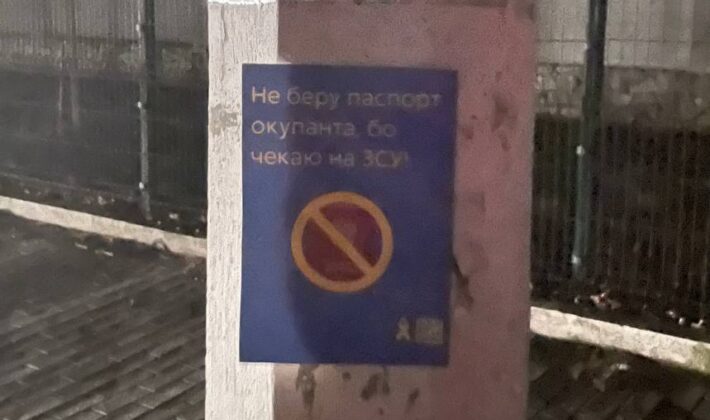 Не беру паспорт
окупанта, бо
чекаю на ЗСУ!